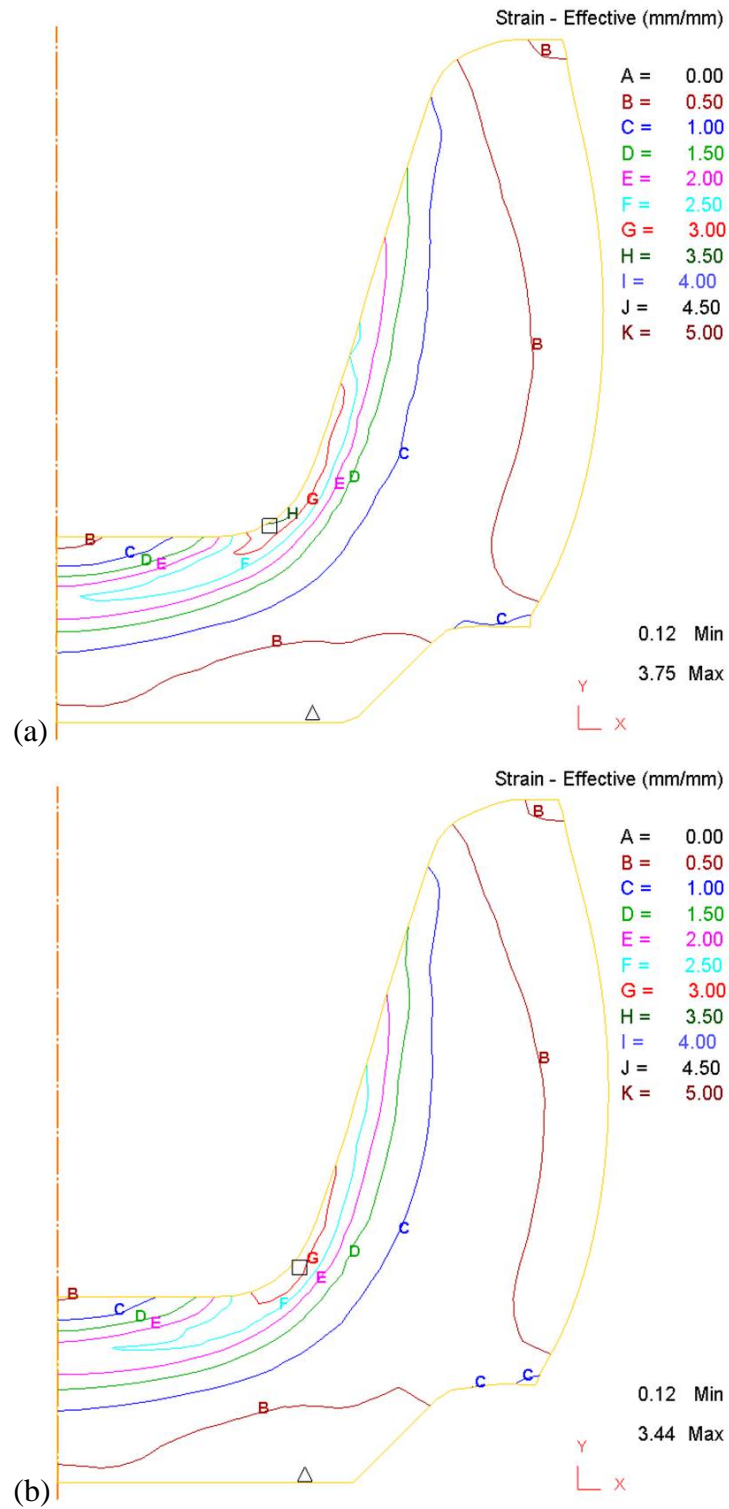 Strain - Effective (mm/mm)
A = 0.00
B = 0.50
C = 1.00
D = 1.50
E = 2.00
F = 2.50
G = 3.00
H = 3.50
I = 4.00
J = 4.50
K = 5.00
B
B
C
D
E
G
H
B
C
D
E
F
C
B
0.12 Min
3.75 Max
Y
X
(a)
Strain - Effective (mm/mm)
A = 0.00
B = 0.50
C = 1.00
D = 1.50
E = 2.00
F = 2.50
G = 3.00
H = 3.50
I = 4.00
J = 4.50
K = 5.00
B
B
C
G
D
E
B
F
C
D
E
C
C
B
0.12 Min
3.44 Max
Y
X
(b)